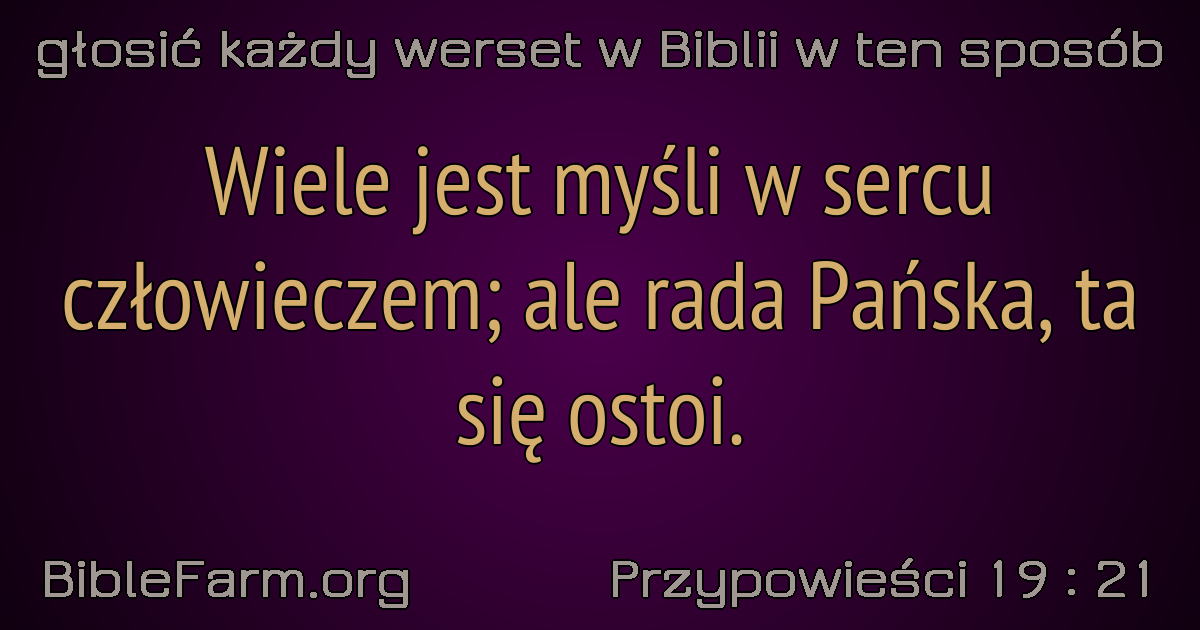 głosić każdy werset w Biblii w ten sposób
Wiele jest myśli w sercu
człowieczem; ale rada Pańska, ta
się ostoi.
BibleFarm.org
Przypowieści 19 : 21